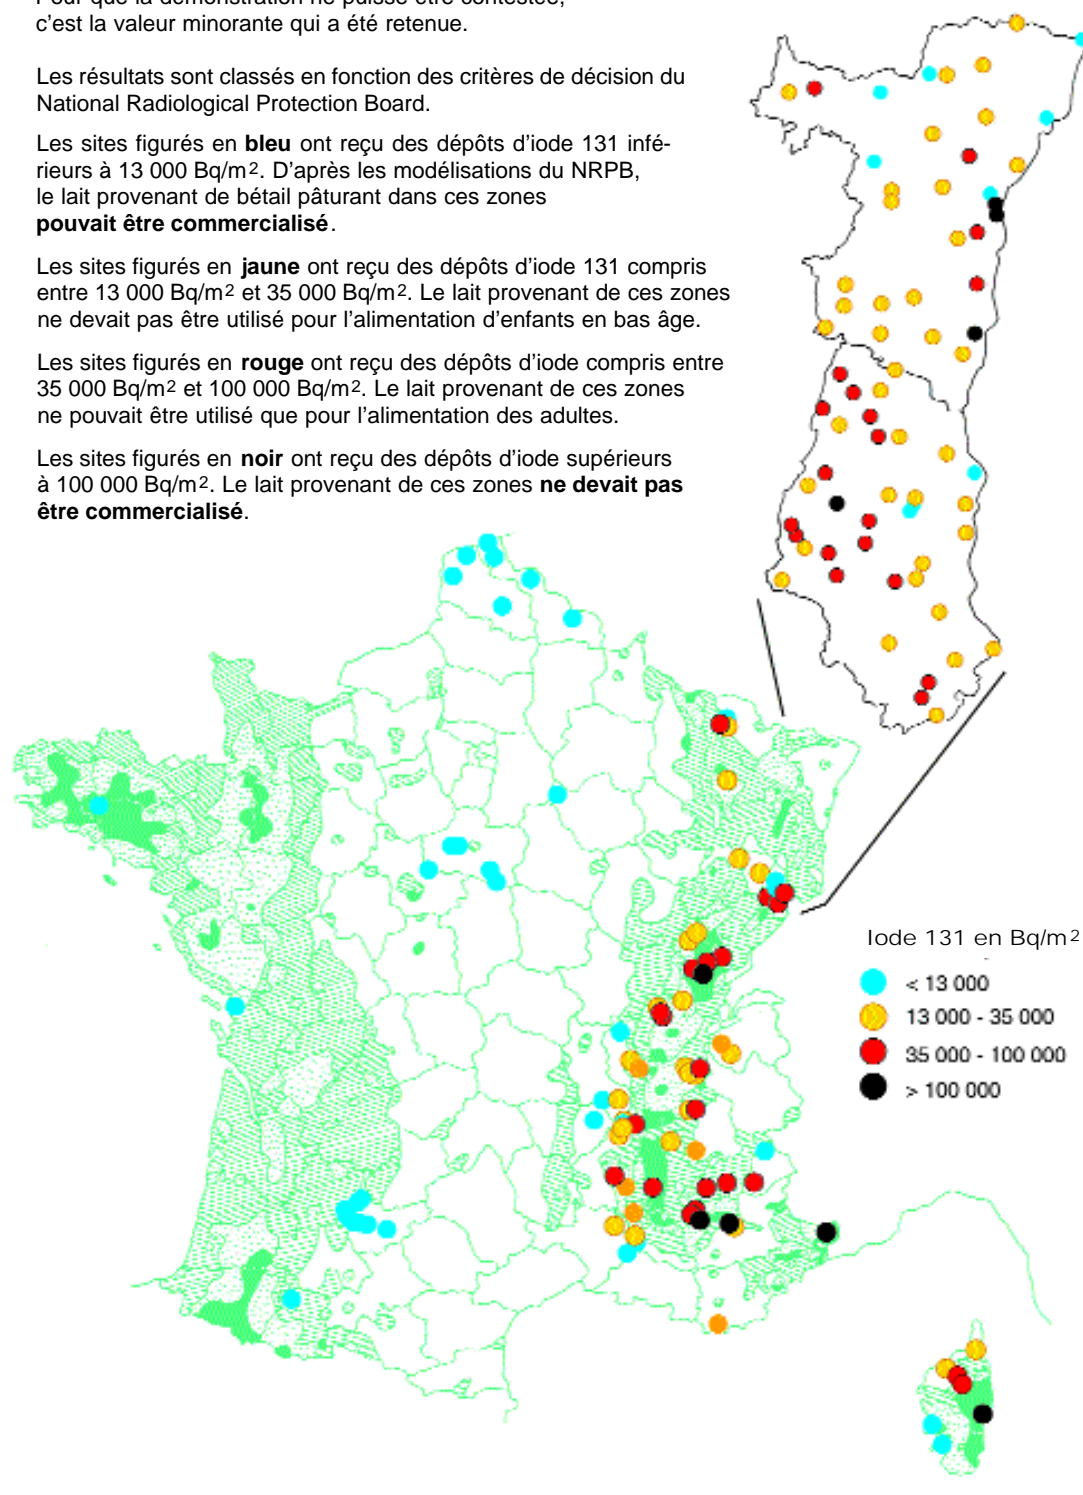 Pour que la démonstration ne puisse être contestée,
c'est la valeur minorante qui a été retenue.
Les résultats sont classés en fonction des critères de décision du
National Radiological Protection Board.
Les sites figurés en bleu ont reçu des dépôts d'iode 131 infé-
rieurs à 13 000 Bq/m2. D'après les modélisations du NRPB,
le lait provenant de bétail pâturant dans ces zones
pouvait être commercialisé.
Les sites figurés en jaune ont reçu des dépôts d'iode 131 compris
entre 13 000 Bq/m2 et 35 000 Bq/m2. Le lait provenant de ces zones
ne devait pas être utilisé pour l'alimentation d'enfants en bas âge.
Les sites figurés en rouge ont reçu des dépôts d'iode compris entre
35 000 Bq/m2 et 100 000 Bq/m2. Le lait provenant de ces zones
ne pouvait être utilisé que pour l'alimentation des adultes.
Les sites figurés en noir ont reçu des dépôts d'iode supérieurs
à 100 000 Bq/m2. Le lait provenant de ces zones ne devait pas
être commercialisé.
Iode 131 en Bq/m2
< 13 000
13 000 - 35 000
35 000 - 100 000
> 100 000